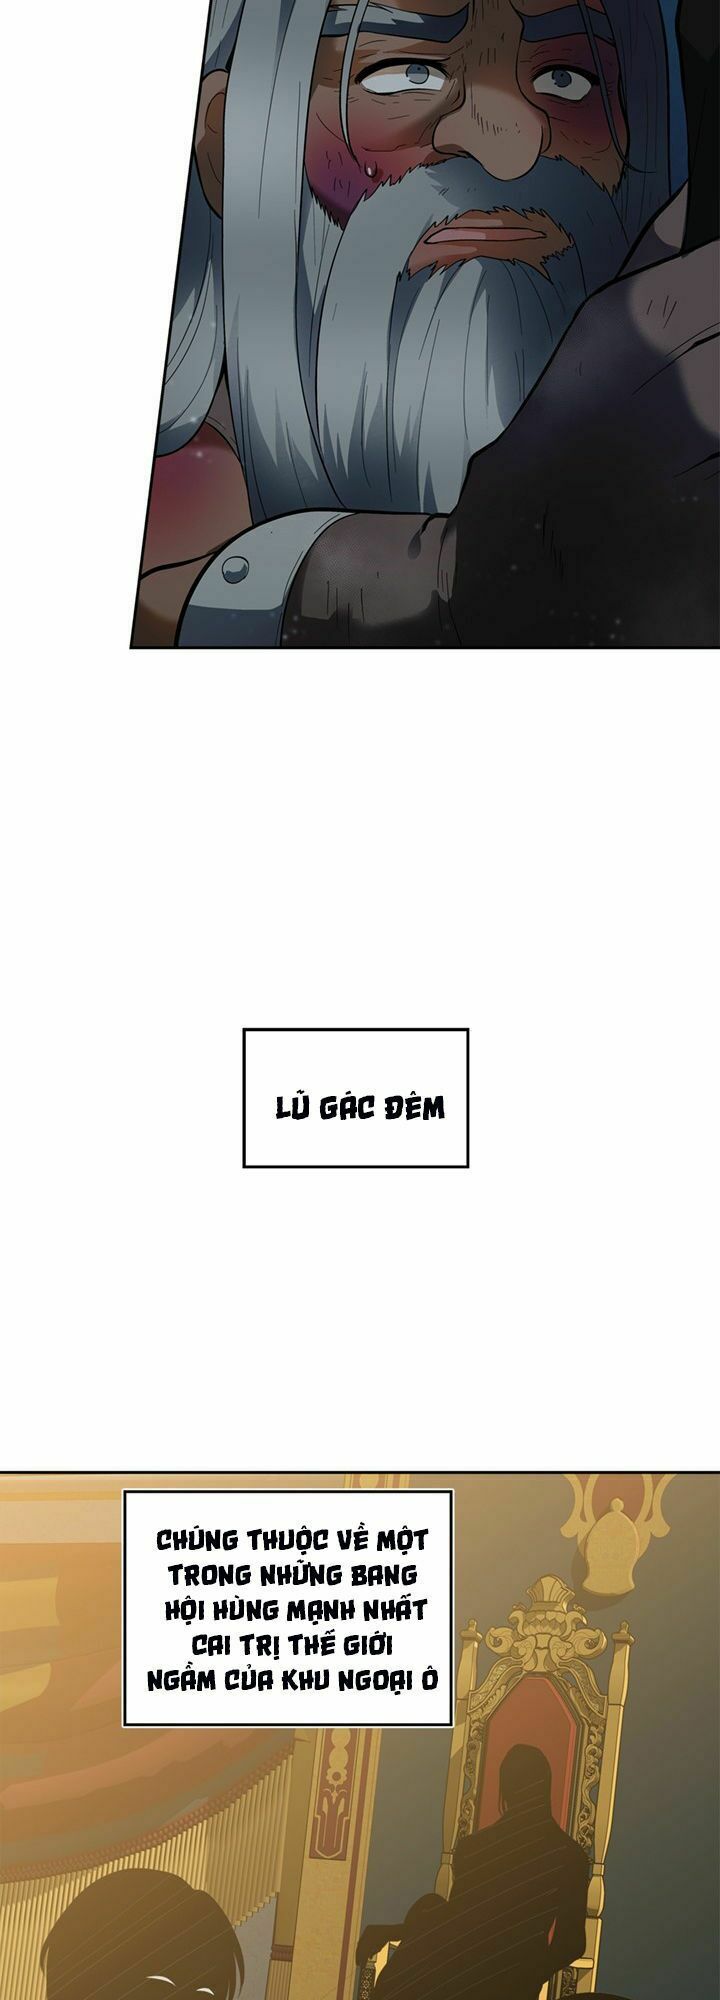 LŨ GÁC ĐÊM
CHÚNG THUỘC VỀ MỘT
TRONG NHỮNG BANG
HỘI HÙNG MẠNH NHẤT
CAI TRỊ THẾ GIỚI
NGẦM CỦA KHU NGOẠI Ô